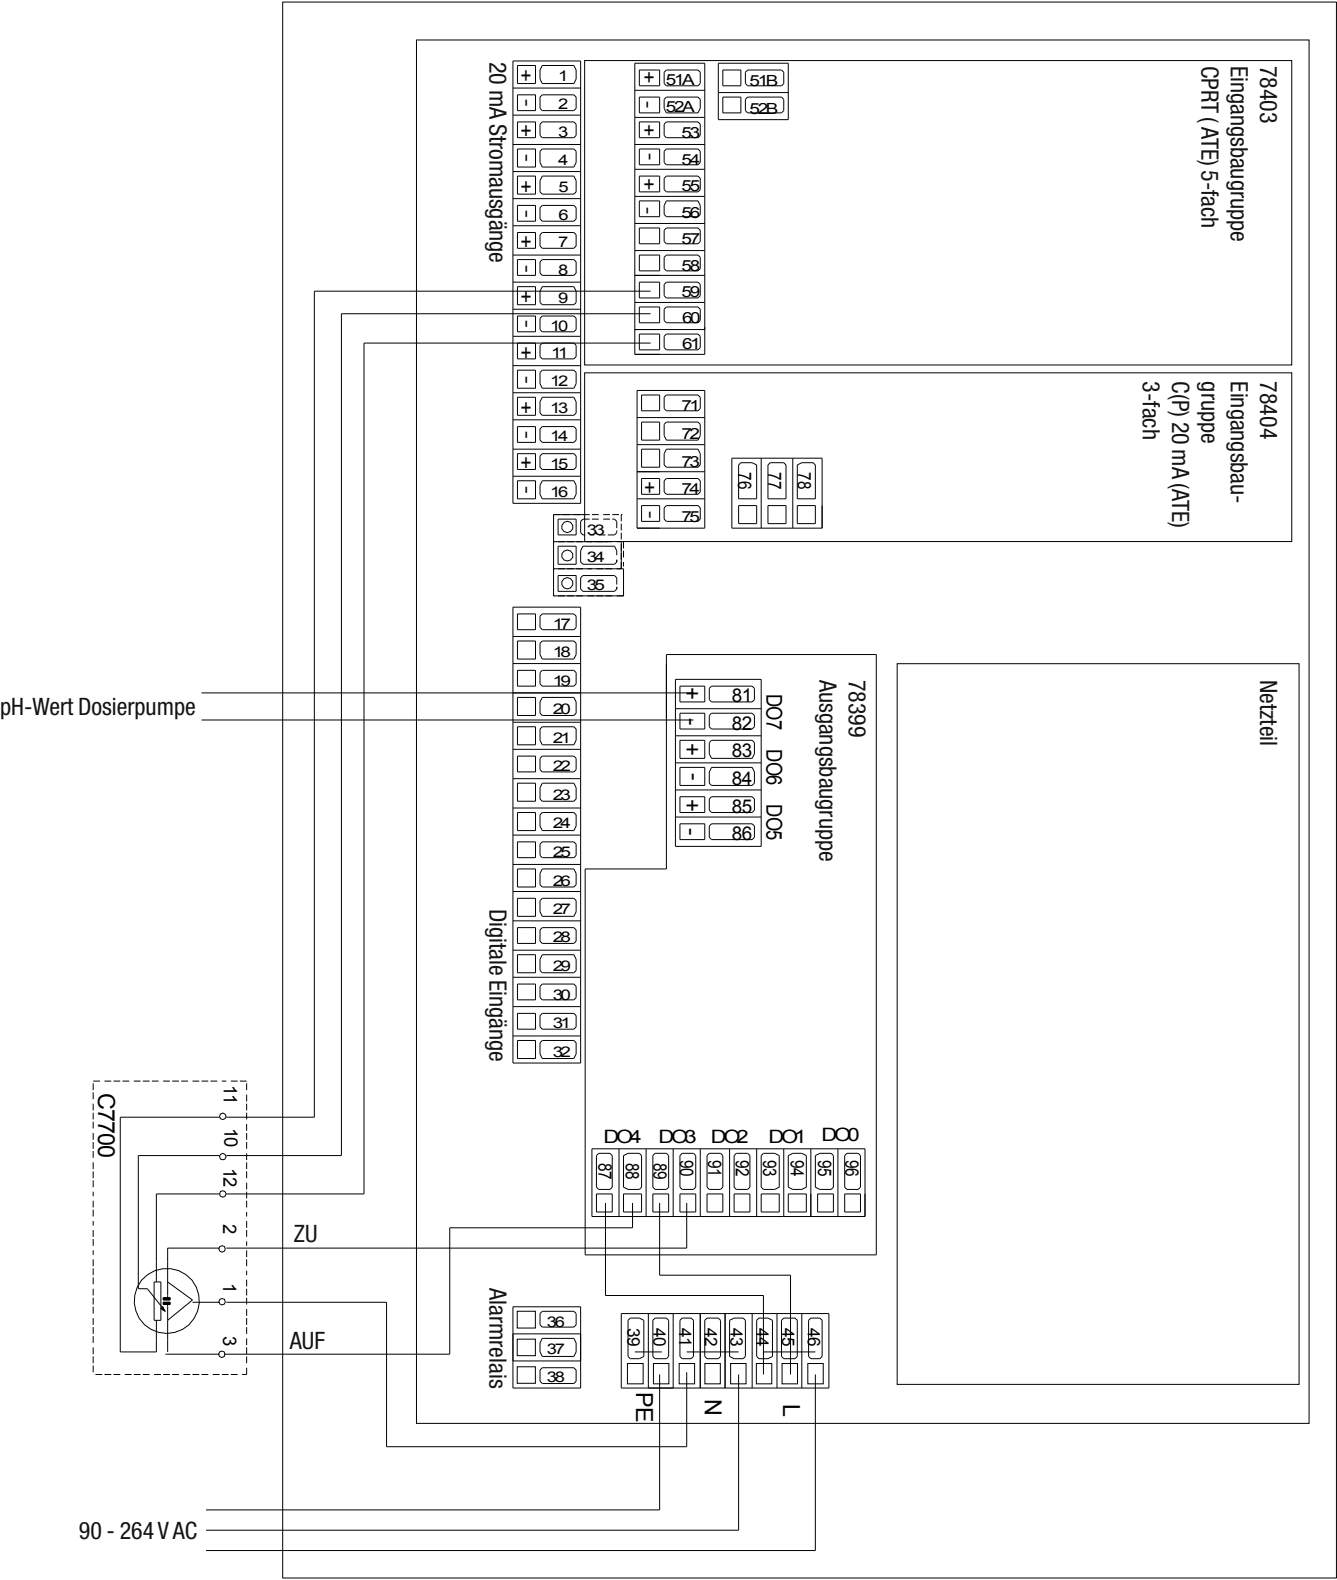 20 mA Stromausgänge
+ 1
- 2
+ 3
- 4
+ 5
- 6
+ 7
- 8
+ 9
- 10
+ 11
- 12
+ 13
- 14
+ 15
- 16
+ 51A
- 52A
+ 53
- 54
+ 55
- 56
57
58
59
60
61
51B
52B
78403
Eingangsbaugruppe
CPRT ( ATE) 5-fach
71
72
73
+ 74
- 75
76
77
78
78404
Eingangsbau-
gruppe
C(P) 20 mA (ATE)
3-fach
33
34
35
17
18
19
20
21
22
23
24
25
26
27
28
29
30
31
32
Digitale Eingänge
pH-Wert Dosierpumpe
+ 81
- 82
+ 83
- 84
+ 85
- 86
DO7
DO6
DO5
78399
Ausgangsbaugruppe
Netzteil
DO4 DO3 DO2 DO1 DO0
87 88 89 90 91 92 93 94 95 96
C7700
11
10
12
2
1
3
ZU
AUF
Alarmrelais
36
37
38
39 40 41 42 43 44 45 46
PE N L
90 - 264 V AC